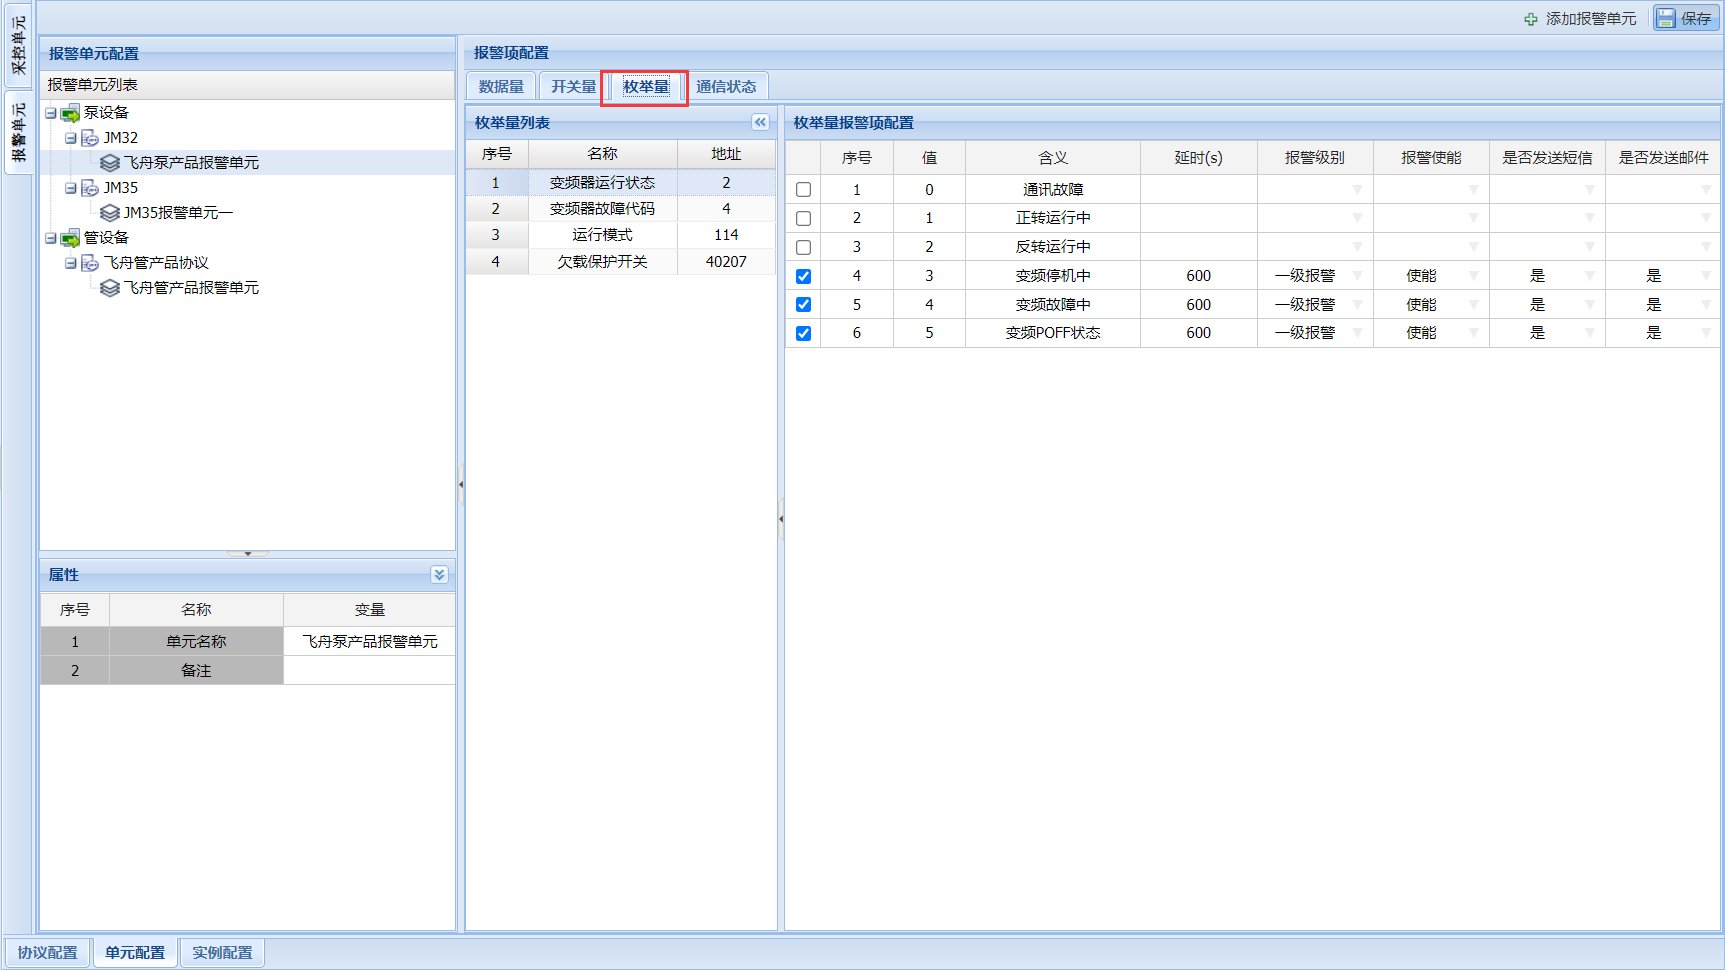 添加报警单元 保存
采控单元
报警单元
报警单元配置
报警单元列表
泵设备
JM32
飞舟泵产品报警单元
JM35
JM35报警单元一
管设备
飞舟管产品协议
飞舟管产品报警单元
属性
序号 名称 变量
1 单元名称 飞舟泵产品报警单元
2 备注
报警项配置
数据量 开关量 枚举量 通信状态
枚举量列表
序号 名称 地址
1 变频器运行状态 2
2 变频器故障代码 4
3 运行模式 114
4 欠载保护开关 40207
枚举量报警项配置
序号 值 含义 延时(s) 报警级别 报警使能 是否发送短信 是否发送邮件
1 0 通讯故障
2 1 正转运行中
3 2 反转运行中
4 3 变频停机中 600 一级报警 使能 是 是
5 4 变频故障中 600 一级报警 使能 是 是
6 5 变频POFF状态 600 一级报警 使能 是 是
协议配置 单元配置 实例配置